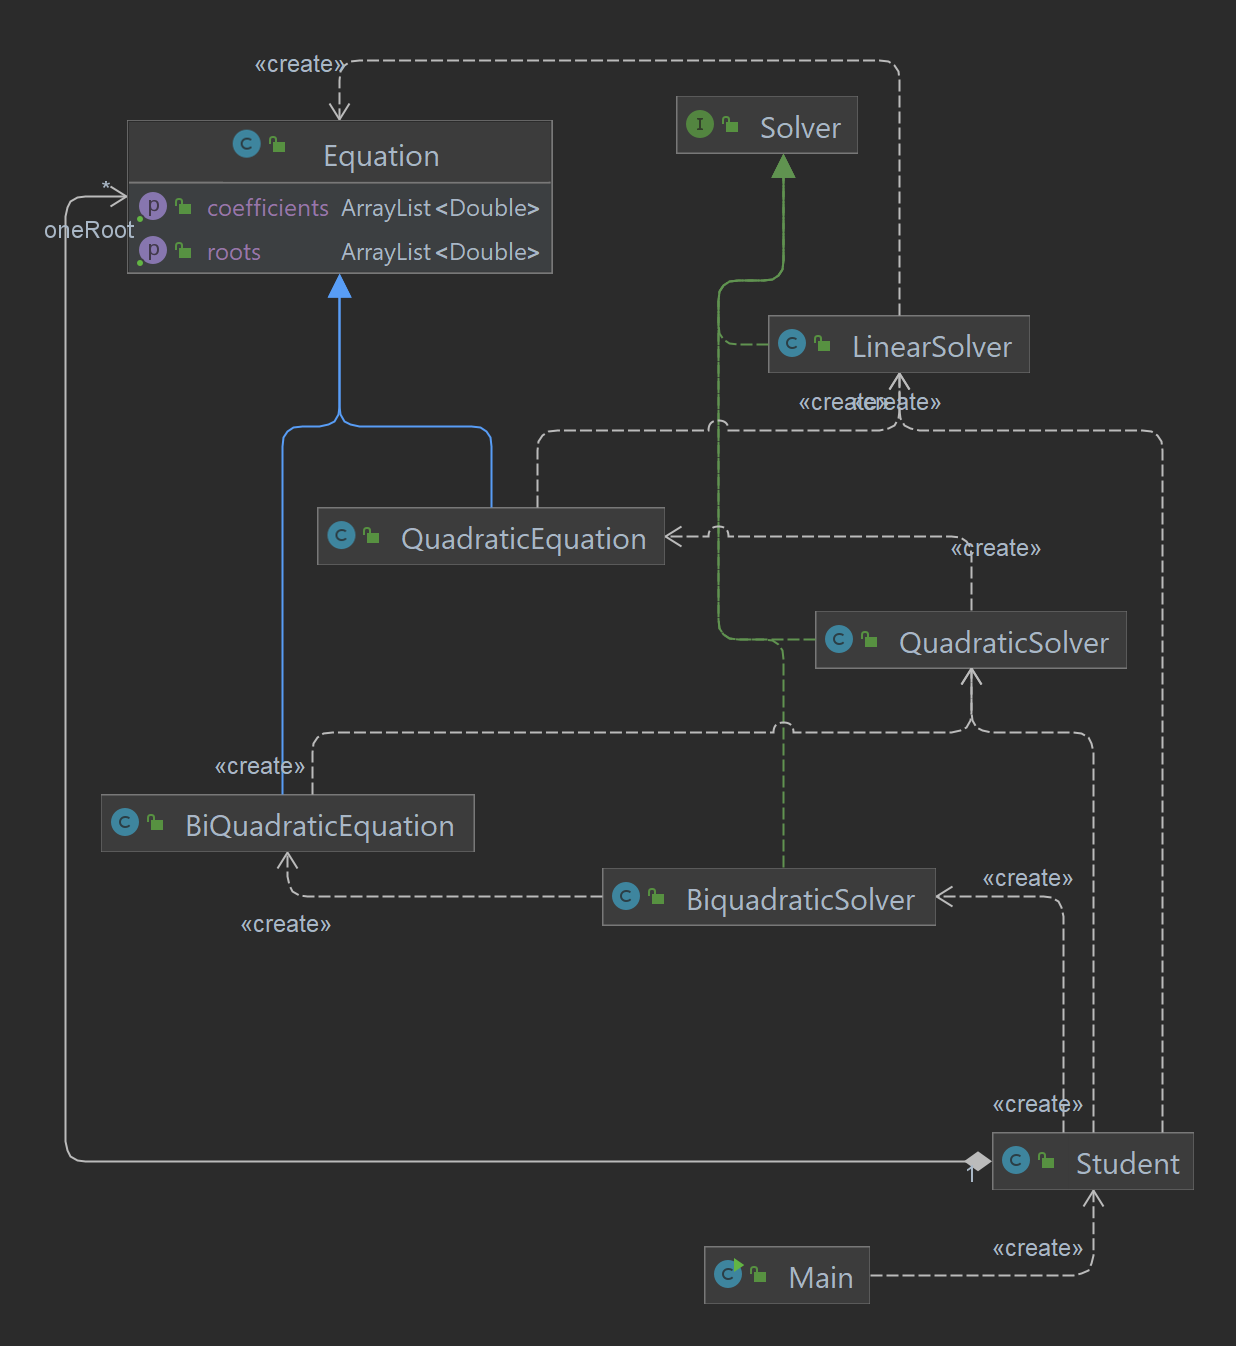 «create»
I Solver
C Equation
*
p coefficients ArrayList<Double>
oneRoot
p roots ArrayList<Double>
C LinearSolver
«create»
«create»
C QuadraticEquation
«create»
C QuadraticSolver
«create»
C BiQuadraticEquation
«create»
C BiquadraticSolver
«create»
«create»
C Student
1
«create»
C Main